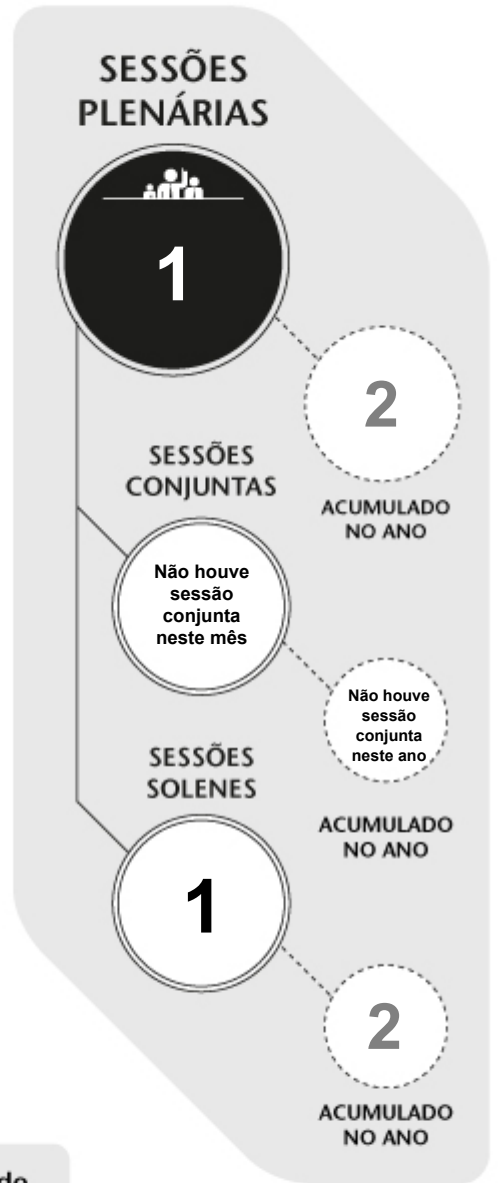 SESSÕES
PLENÁRIAS
1
2
ACUMULADO
NO ANO
SESSÕES
CONJUNTAS
Não houve
sessão
conjunta
neste mês
Não houve
sessão
conjunta
neste ano
ACUMULADO
NO ANO
SESSÕES
SOLENES
1
2
ACUMULADO
NO ANO